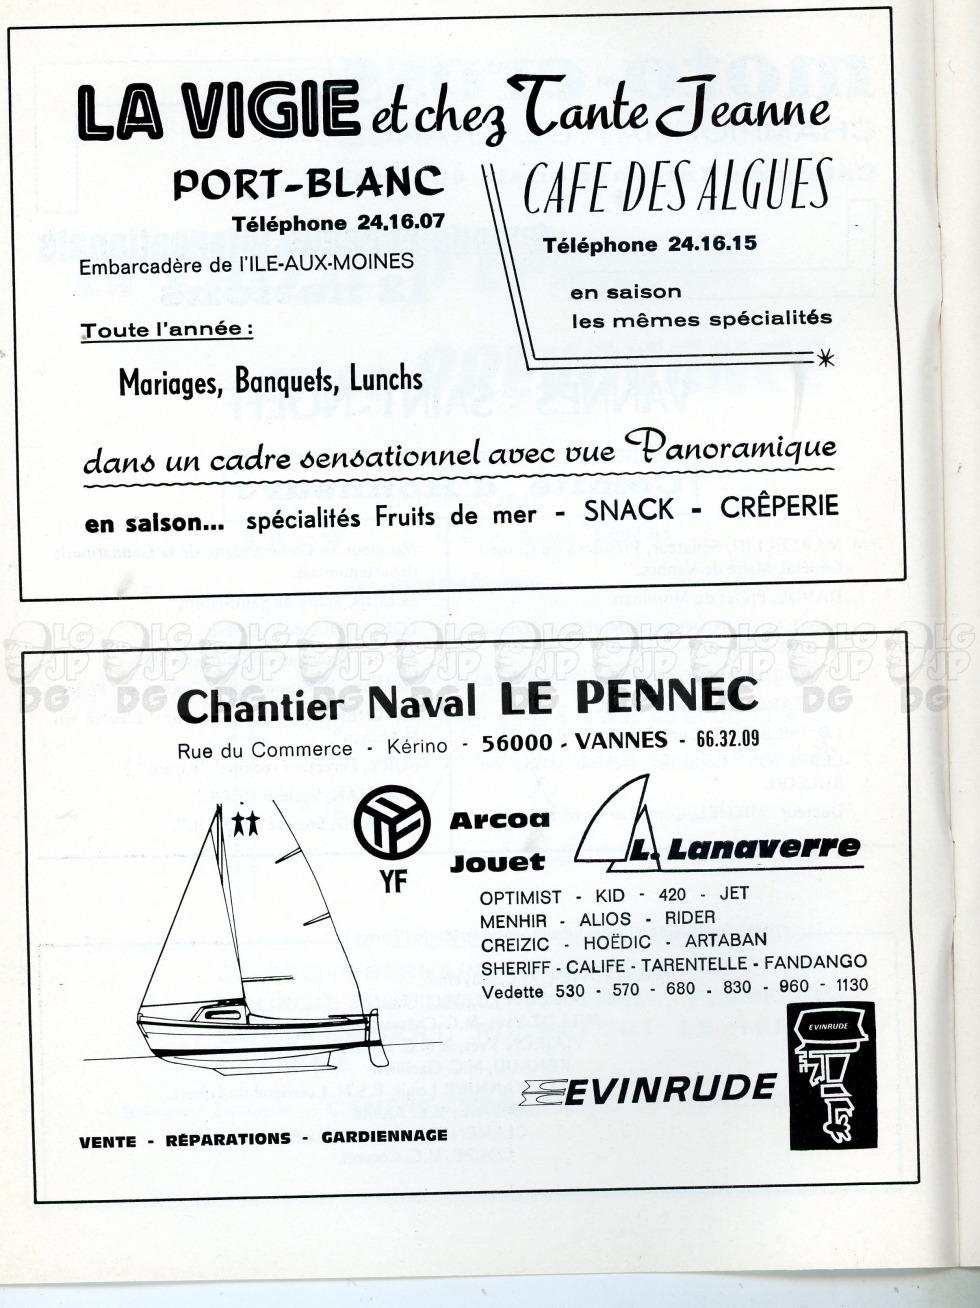 LA VIGIE et chez Tante Jeanne
PORT-BLANC
Téléphone 24.16.07
Embarcadère de l'ILE-AUX-MOINES
CAFE DES ALGUES
Téléphone 24.16.15
en saison
les mêmes spécialités
Toute l'année :
Mariages, Banquets, Lunchs
dans un cadre sensationnel avec vue Panoramique
en saison... spécialités Fruits de mer - SNACK - CRÊPERIE
Chantier Naval LE PENNEC
Rue du Commerce - Kérino - 56000 - VANNES - 66.32.09
YF
Arcoa
Jouet
L. Lanaverre
OPTIMIST - KID - 420 - JET
MENHIR - ALIOS - RIDER
CREIZIC - HOËDIC - ARTABAN
SHERIFF - CALIFE - TARENTELLE - FANDANGO
Vedette 530 - 570 - 680 . 830 - 960 - 1130
EVINRUDE
EVINRUDE
VENTE - RÉPARATIONS - GARDIENNAGE